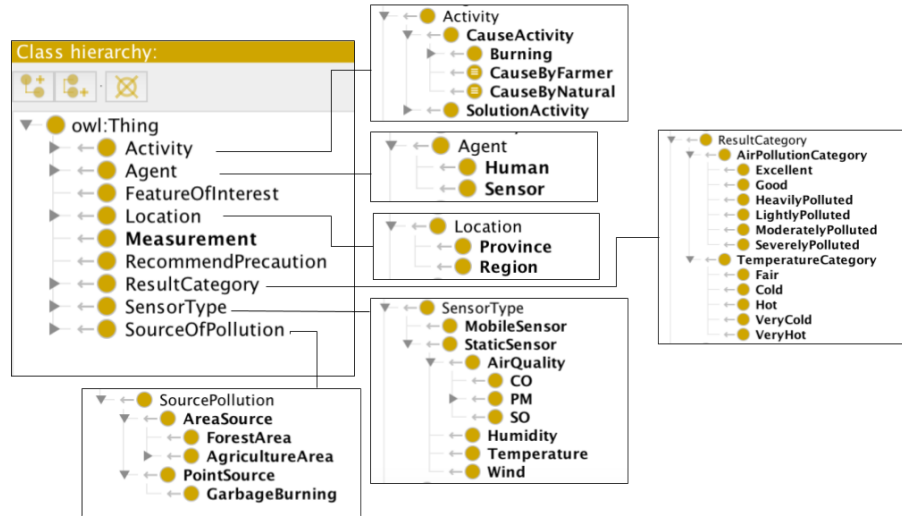 Class hierarchy:
owl:Thing
Activity
Agent
FeatureOfInterest
Location
Measurement
RecommendPrecaution
ResultCategory
SensorType
SourceOfPollution
Activity
CauseActivity
Burning
CauseByFarmer
CauseByNatural
SolutionActivity
Agent
Human
Sensor
Location
Province
Region
ResultCategory
AirPollutionCategory
Excellent
Good
HeavilyPolluted
LightlyPolluted
ModeratelyPolluted
SeverelyPolluted
TemperatureCategory
Fair
Cold
Hot
VeryCold
VeryHot
SensorType
MobileSensor
StaticSensor
AirQuality
CO
PM
SO
Humidity
Temperature
Wind
SourcePollution
AreaSource
ForestArea
AgricultureArea
PointSource
GarbageBurning